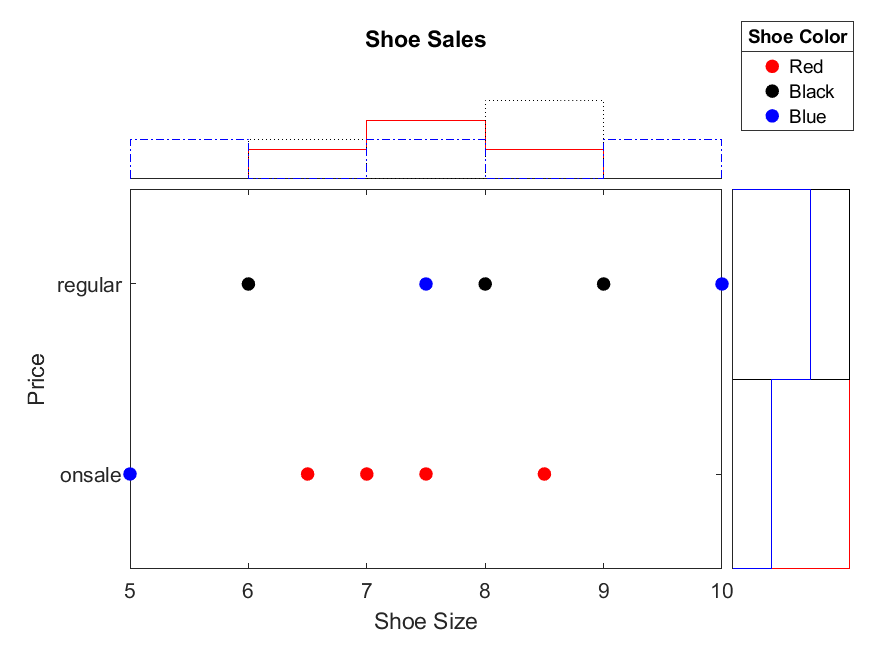 Shoe Sales
Shoe Color
Red
Black
Blue
regular
onsale
Price
5 6 7 8 9 10
Shoe Size